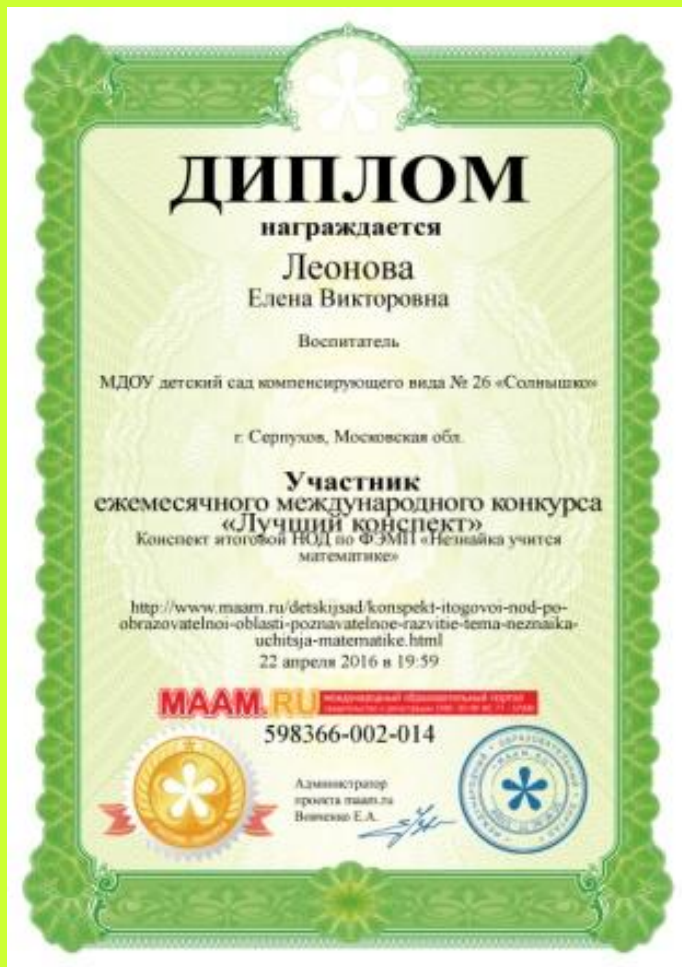 ДИПЛОМ
награждается
Леонова
Елена Викторовна
Воспитатель
МДОУ детский сад компенсирующего вида № 26 «Солнышко»
г. Серпухов, Московская обл.
Участник
ежемесячного международного конкурса
«Лучший конспект»
Конспект итоговой НОД по ФЭМП «Незнайка учится
математике»
http://www.maam.ru/detskijsad/konspekt-itogovoi-nod-po-
obrazovatelnoi-oblasti-poznavatelnoe-razvitie-tema-neznaika-
uchitsja-matematike.html
22 апреля 2016 в 19:59
MAAM.RU международный образовательный портал
598366-002-014
Администратор
проекта maam.ru
Е.А.